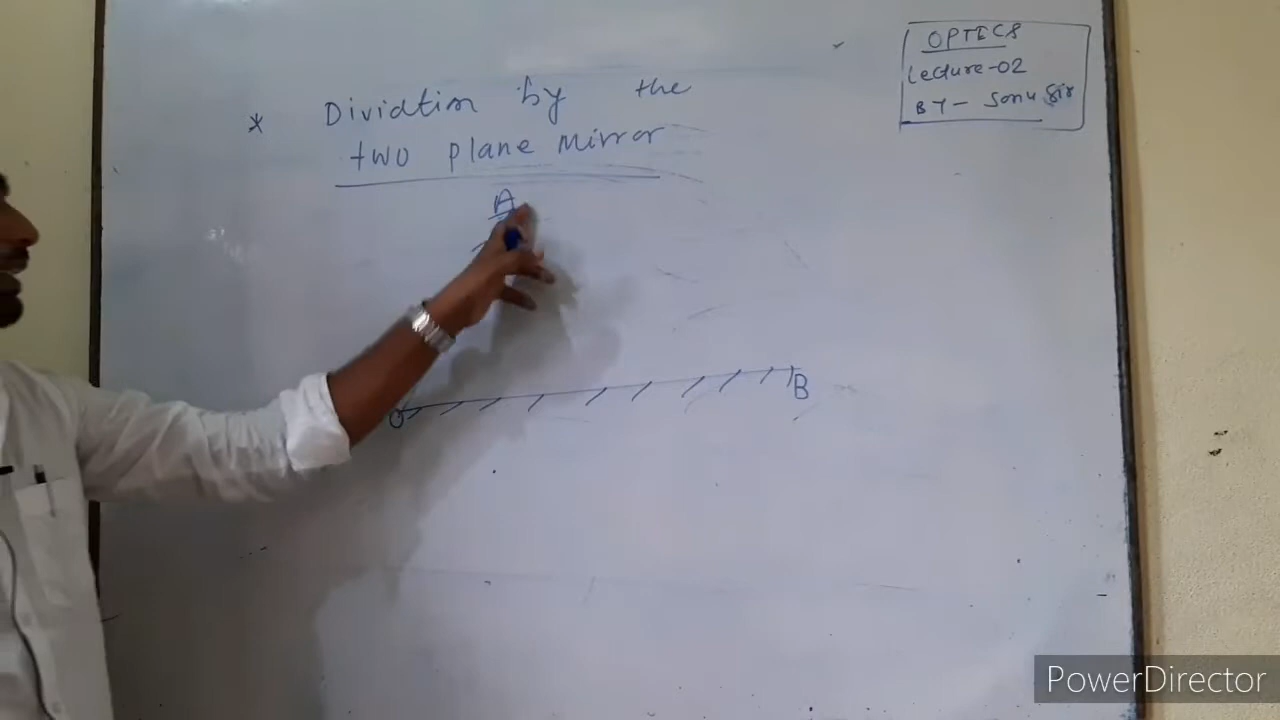 * Dividtion by the
two plane Mirror
A
O
B
OPTICS
Lecture-02
BY- Sonu Sir
PowerDirector